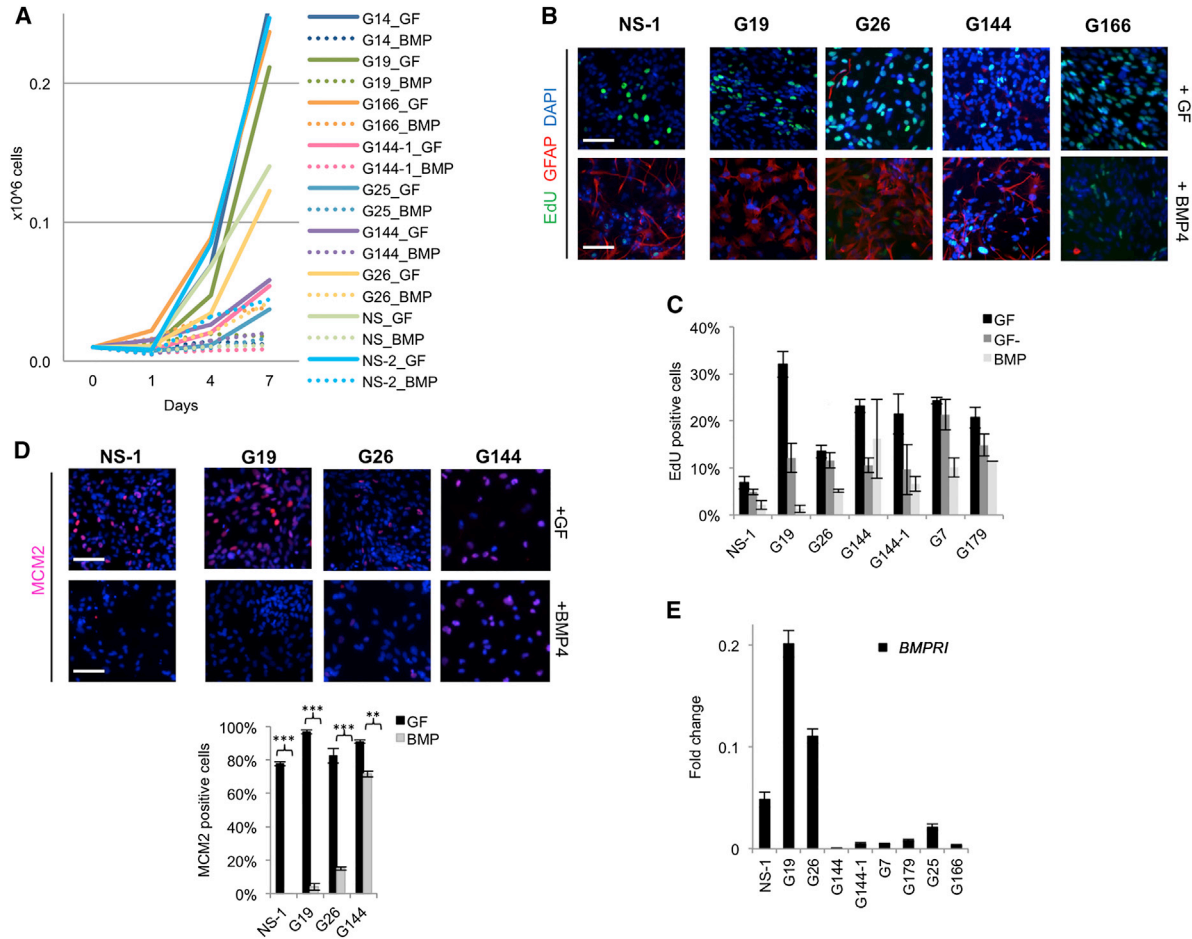 A
x10^6 cells
0.2
0.1
0.0
0 1 4 7
Days
G14_GF
G14_BMP
G19_GF
G19_BMP
G166_GF
G166_BMP
G144-1_GF
G144-1_BMP
G25_GF
G25_BMP
G144_GF
G144_BMP
G26_GF
G26_BMP
NS_GF
NS_BMP
NS-2_GF
NS-2_BMP
B
NS-1 G19 G26 G144 G166
EdU GFAP DAPI
+ GF
+ BMP4
C
EdU positive cells
40%
30%
20%
10%
0%
GF
GF-
BMP
NS-1 G19 G26 G144 G144-1 G7 G179
D
NS-1 G19 G26 G144
MCM2
+GF
+BMP4
MCM2 positive cells
100%
80%
60%
40%
20%
0%
*** *** *** **
GF
BMP
NS-1 G19 G26 G144
E
Fold change
0.2
0.1
0
BMPRI
NS-1 G19 G26 G144 G144-1 G7 G179 G25 G166